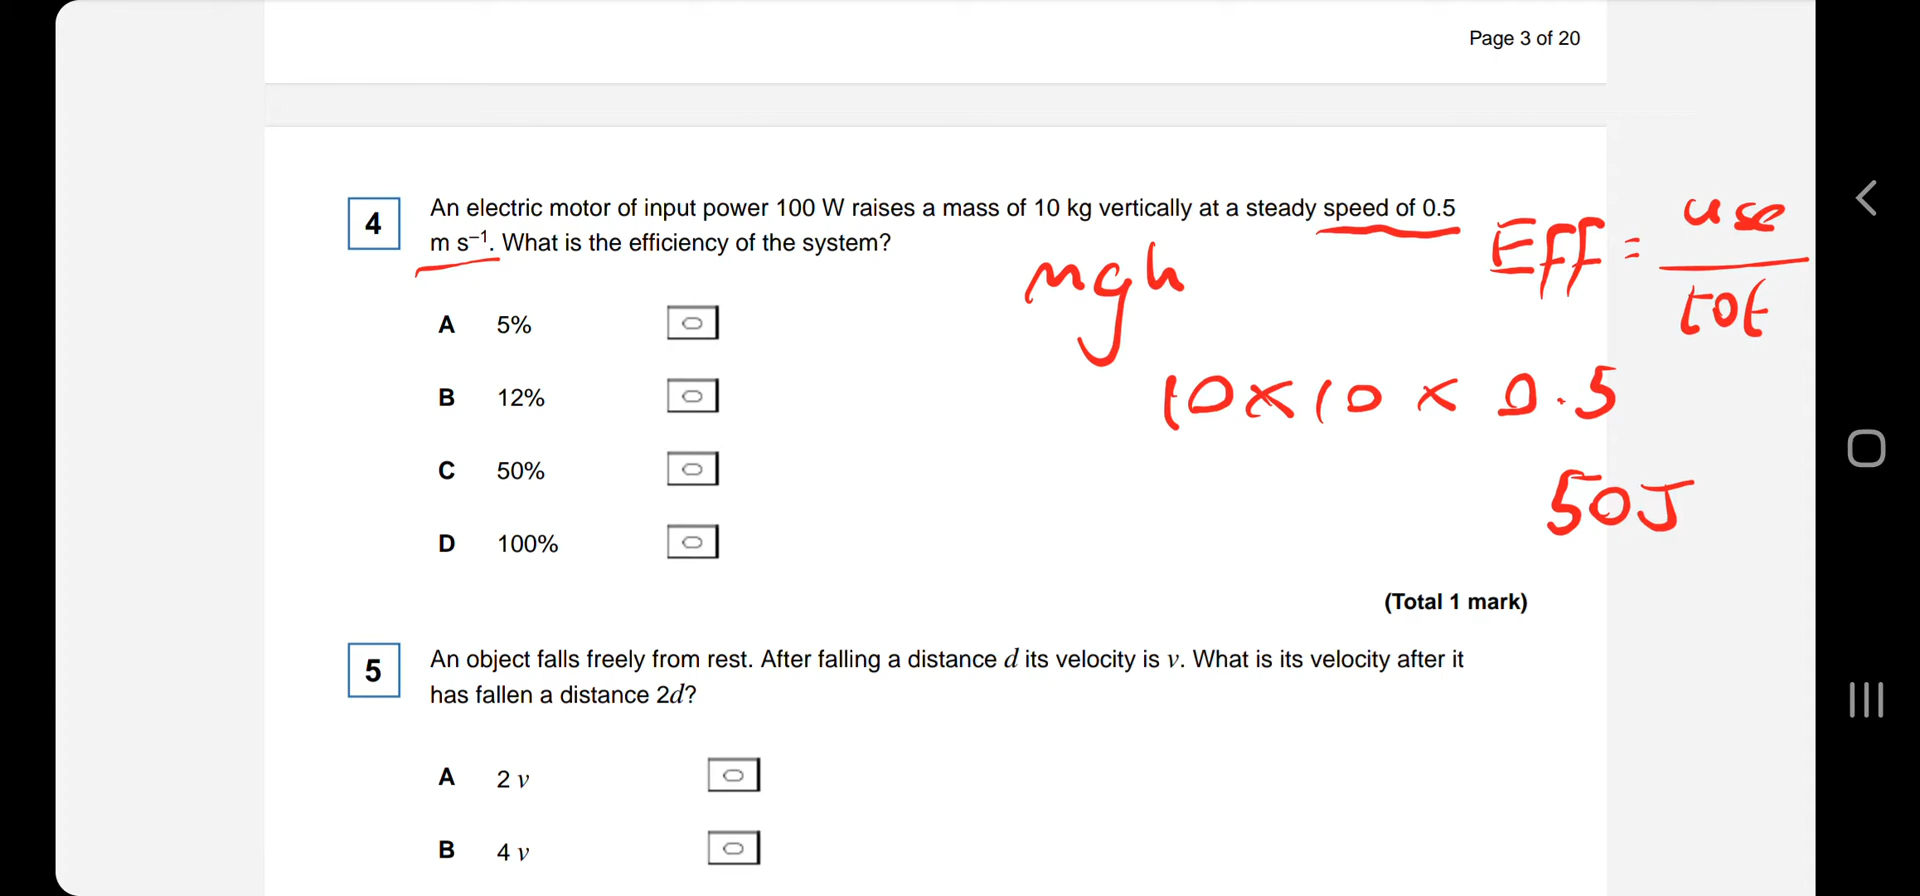 Page 3 of 20
4 An electric motor of input power 100 W raises a mass of 10 kg vertically at a steady speed of 0.5
m s⁻¹. What is the efficiency of the system?
Eff = use
tot
mgh
A 5%
10 × 10 × 0.5
B 12%
C 50%
50J
D 100%
(Total 1 mark)
5 An object falls freely from rest. After falling a distance d its velocity is v. What is its velocity after it
has fallen a distance 2d?
A 2 v
B 4 v